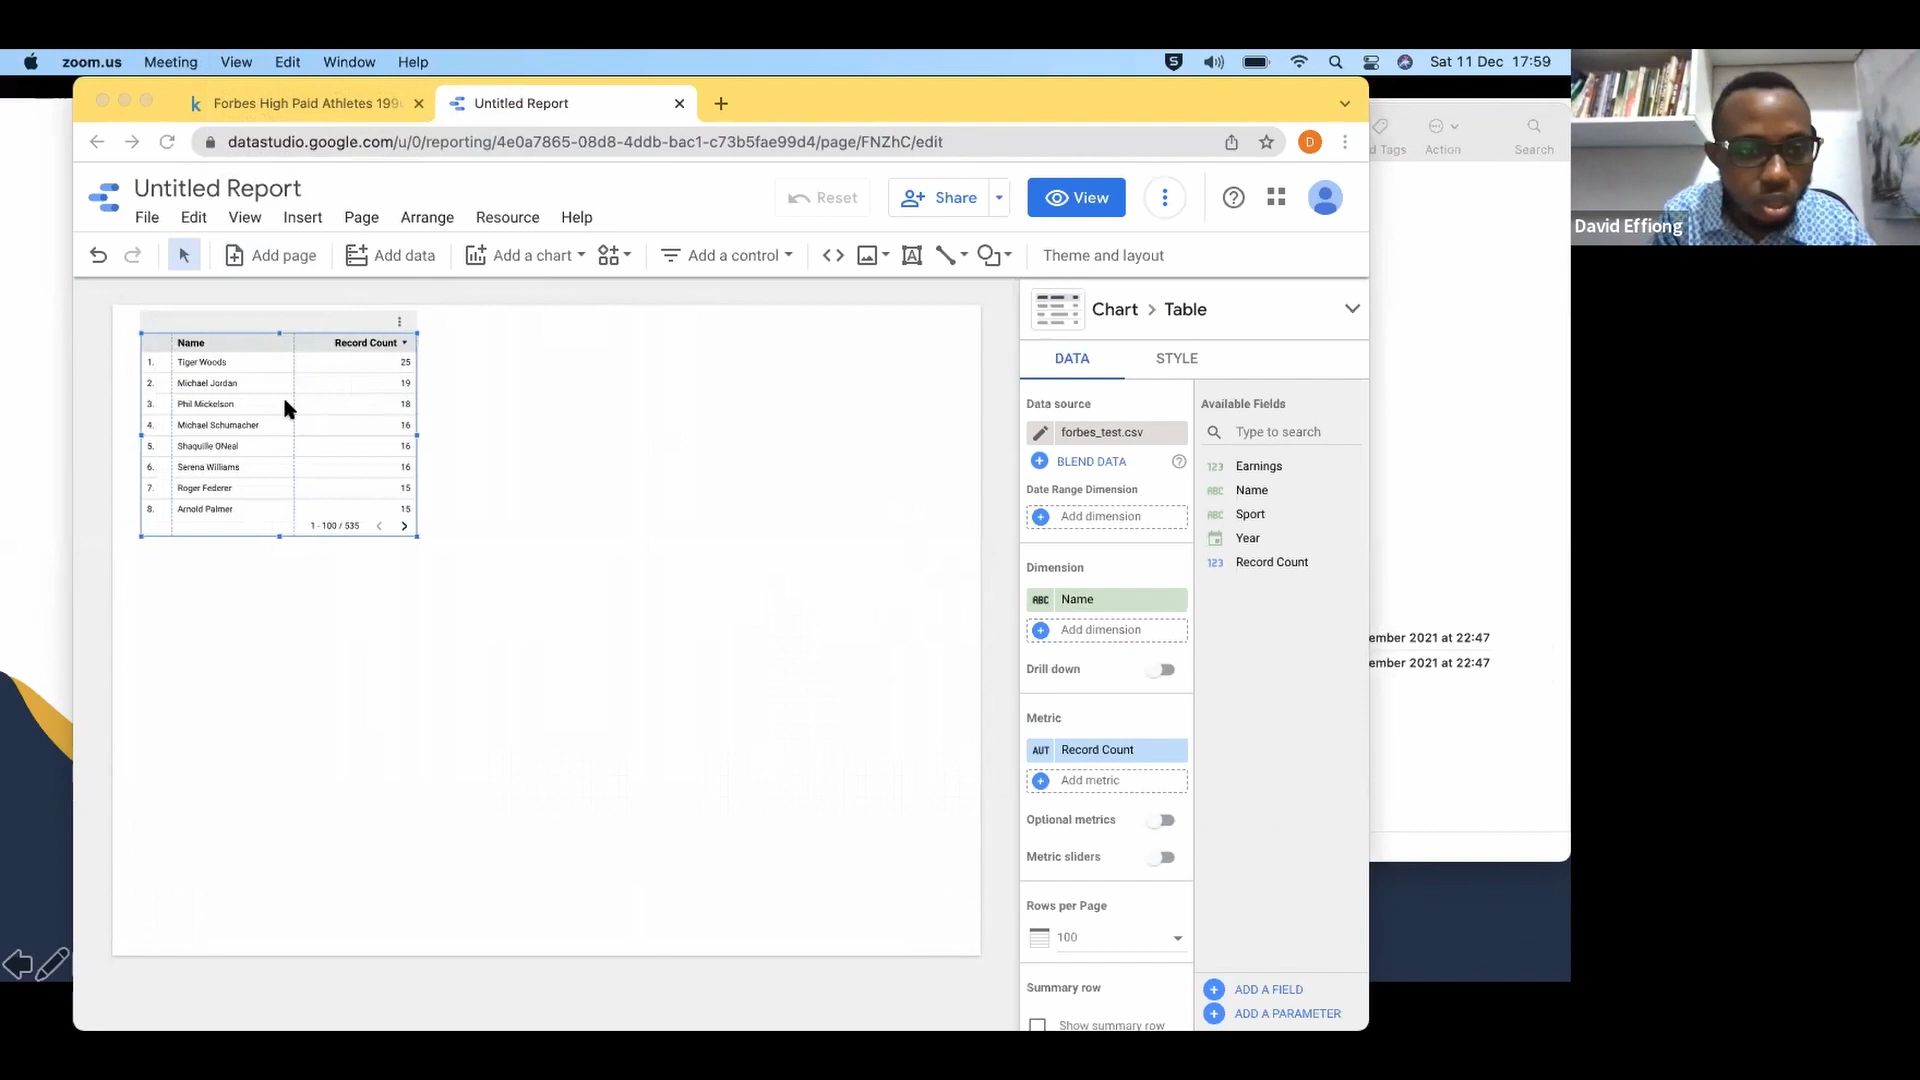 zoom.us Meeting View Edit Window Help
Sat 11 Dec 17:59
Forbes High Paid Athletes 199
Untitled Report
datastudio.google.com/u/0/reporting/4e0a7865-08d8-4ddb-bac1-c73b5fae99d4/page/FNZhC/edit
D
d Tags
Action
Search
David Effiong
Untitled Report
File Edit View Insert Page Arrange Resource Help
Reset
Share
View
Add page
Add data
Add a chart
Add a control
Theme and layout
Name Record Count
1. Tiger Woods 25
2. Michael Jordan 19
3. Phil Mickelson 18
4. Michael Schumacher 16
5. Shaquille ONeal 16
6. Serena Williams 16
7. Roger Federer 15
8. Arnold Palmer 15
1 - 100 / 535
Chart > Table
DATA STYLE
Data source
forbes_test.csv
BLEND DATA
Date Range Dimension
Add dimension
Dimension
ABC Name
Add dimension
Drill down
Metric
AUT Record Count
Add metric
Optional metrics
Metric sliders
Rows per Page
100
Summary row
Show summary row
Available Fields
Type to search
123 Earnings
ABC Name
ABC Sport
Year
123 Record Count
ADD A FIELD
ADD A PARAMETER
ember 2021 at 22:47
ember 2021 at 22:47